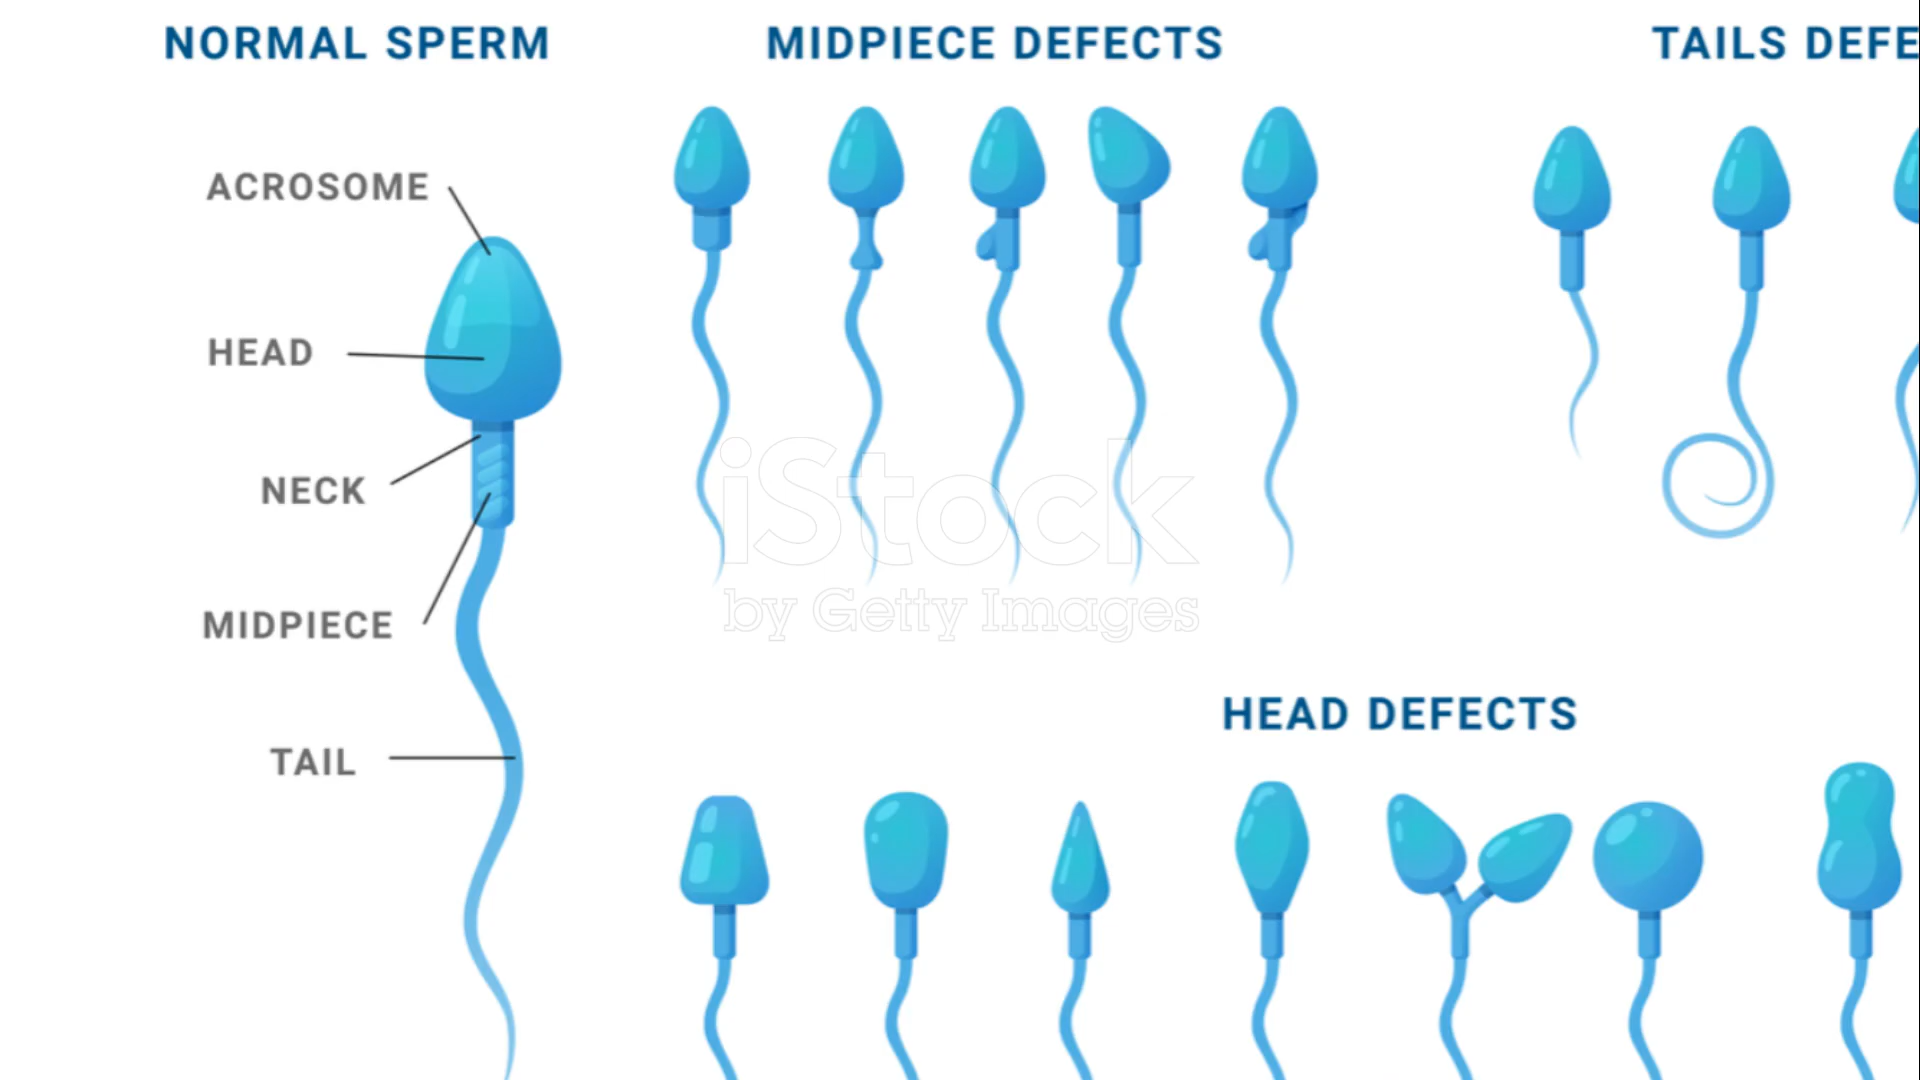 NORMAL SPERM
MIDPIECE DEFECTS
TAILS DEFE
ACROSOME
HEAD
NECK
MIDPIECE
TAIL
iStock
by Getty Images
HEAD DEFECTS